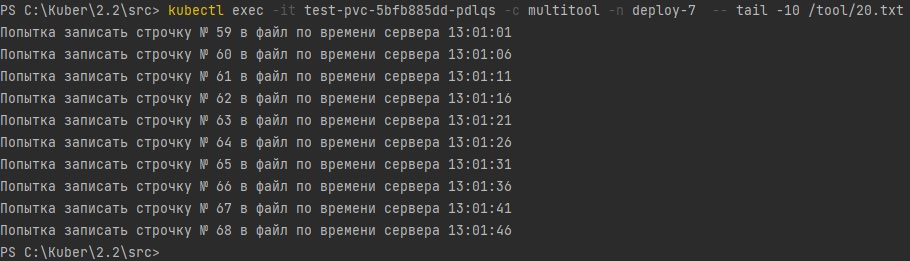 PS C:\Kuber\2.2\src> kubectl exec -it test-pvc-5bfb885dd-pdlqs -c multitool -n deploy-7  -- tail -10 /tool/20.txt
Попытка записать строчку № 59 в файл по времени сервера 13:01:01
Попытка записать строчку № 60 в файл по времени сервера 13:01:06
Попытка записать строчку № 61 в файл по времени сервера 13:01:11
Попытка записать строчку № 62 в файл по времени сервера 13:01:16
Попытка записать строчку № 63 в файл по времени сервера 13:01:21
Попытка записать строчку № 64 в файл по времени сервера 13:01:26
Попытка записать строчку № 65 в файл по времени сервера 13:01:31
Попытка записать строчку № 66 в файл по времени сервера 13:01:36
Попытка записать строчку № 67 в файл по времени сервера 13:01:41
Попытка записать строчку № 68 в файл по времени сервера 13:01:46
PS C:\Kuber\2.2\src>